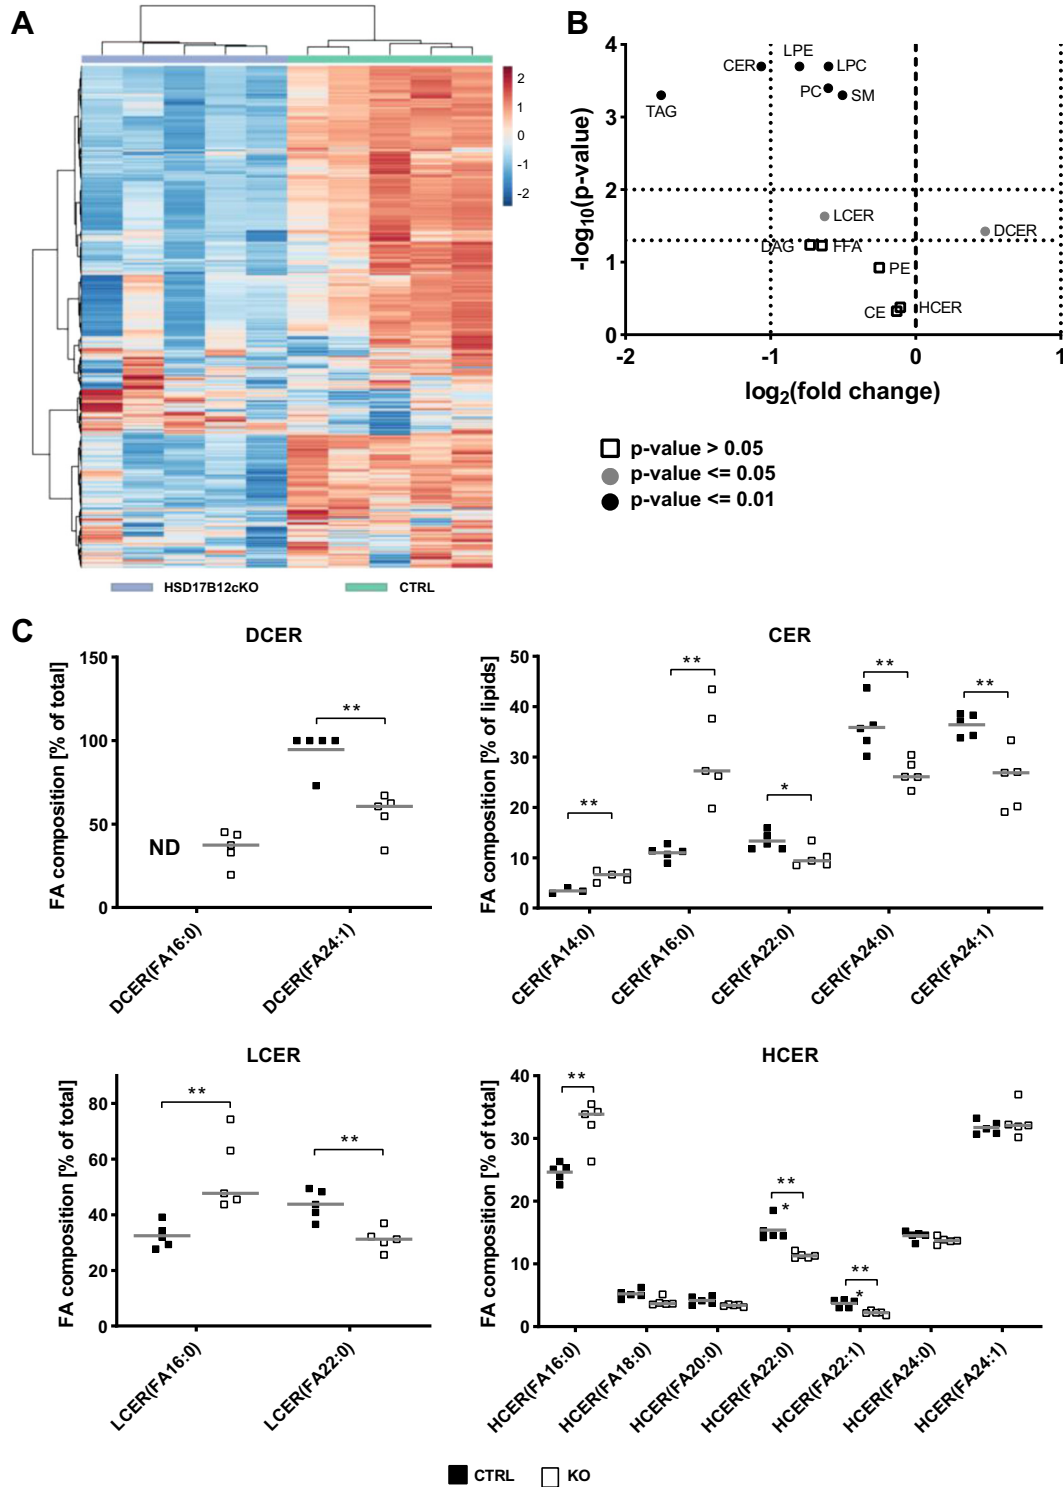 A
2
1
0
-1
-2
HSD17B12cKO
CTRL
B
-log10(p-value)
4
3
2
1
0
-2
-1
0
1
log2(fold change)
CER
LPE
LPC
PC
SM
TAG
LCER
DCER
DAG
FFA
PE
CE
HCER
p-value > 0.05
p-value <= 0.05
p-value <= 0.01
C
DCER
FA composition [% of total]
150
100
50
0
ND
**
DCER(FA16:0)
DCER(FA24:1)
CER
FA composition [% of lipids]
50
40
30
20
10
0
**
**
*
**
**
CER(FA14:0)
CER(FA16:0)
CER(FA22:0)
CER(FA24:0)
CER(FA24:1)
LCER
FA composition [% of total]
80
60
40
20
0
**
**
LCER(FA16:0)
LCER(FA22:0)
HCER
FA composition [% of total]
40
30
20
10
0
**
**
*
**
*
HCER(FA16:0)
HCER(FA18:0)
HCER(FA20:0)
HCER(FA22:0)
HCER(FA22:1)
HCER(FA24:0)
HCER(FA24:1)
CTRL
KO